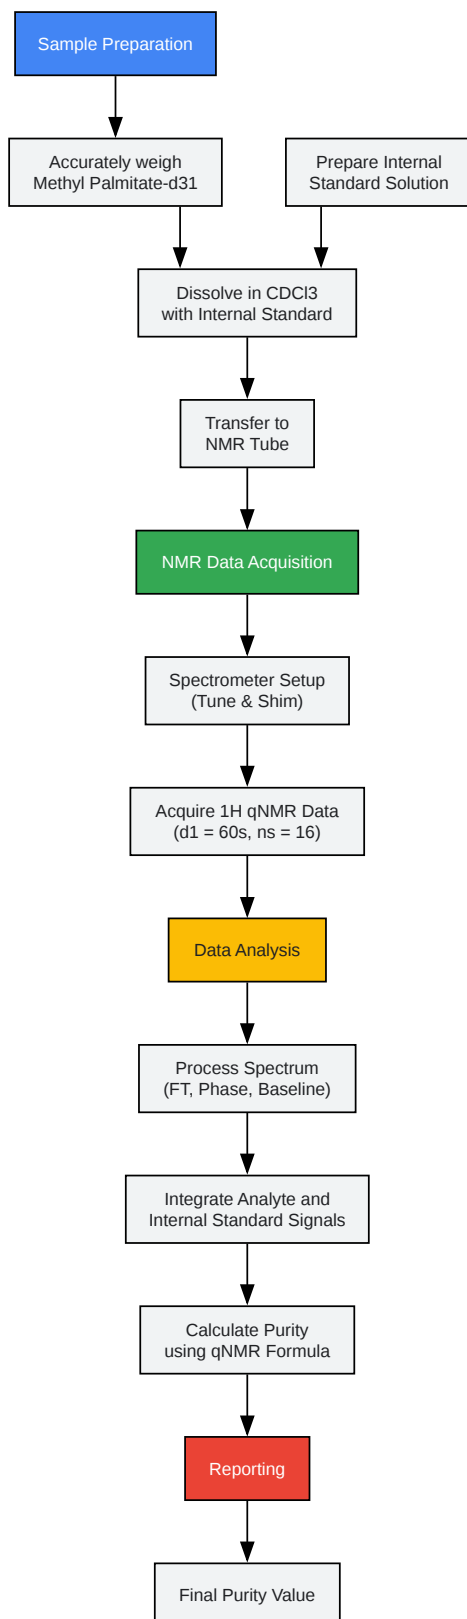 Sample Preparation
Accurately weigh
Methyl Palmitate-d31
Prepare Internal
Standard Solution
Dissolve in CDCl3
with Internal Standard
Transfer to
NMR Tube
NMR Data Acquisition
Spectrometer Setup
(Tune & Shim)
Acquire 1H qNMR Data
(d1 = 60s, ns = 16)
Data Analysis
Process Spectrum
(FT, Phase, Baseline)
Integrate Analyte and
Internal Standard Signals
Calculate Purity
using qNMR Formula
Reporting
Final Purity Value